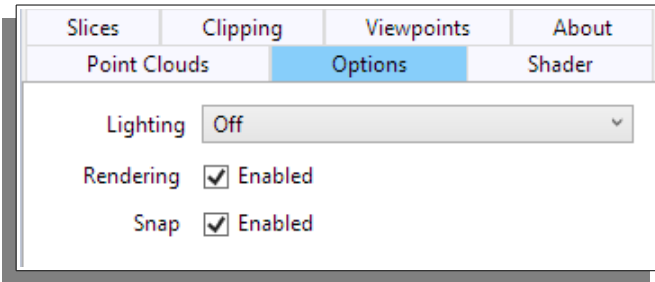 Slices Clipping Viewpoints About
Point Clouds Options Shader
Lighting Off
Rendering Enabled
Snap Enabled